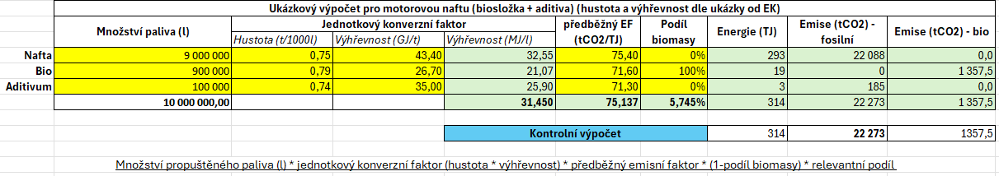 Ukázkový výpočet pro motorovou naftu (biosložka + aditiva) (hustota a výhřevnost dle ukázky od EK)
Množství paliva (l) Jednotkový konverzní faktor předběžný EF (tCO2/TJ) Podíl biomasy Energie (TJ) Emise (tCO2) - fosilní Emise (tCO2) - bio
Hustota (t/1000l) Výhřevnost (GJ/t) Výhřevnost (MJ/l)
Nafta 9 000 000 0,75 43,40 32,55 75,40 0% 293 22 088 0,0
Bio 900 000 0,79 26,70 21,07 71,60 100% 19 0 1 357,5
Aditivum 100 000 0,74 35,00 25,90 71,30 0% 3 185 0,0
10 000 000,00 31,450 75,137 5,745% 314 22 273 1 357,5
Kontrolní výpočet 314 22 273 1357,5
Množství propuštěného paliva (l) * jednotkový konverzní faktor (hustota * výhřevnost) * předběžný emisní faktor * (1-podíl biomasy) * relevantní podíl